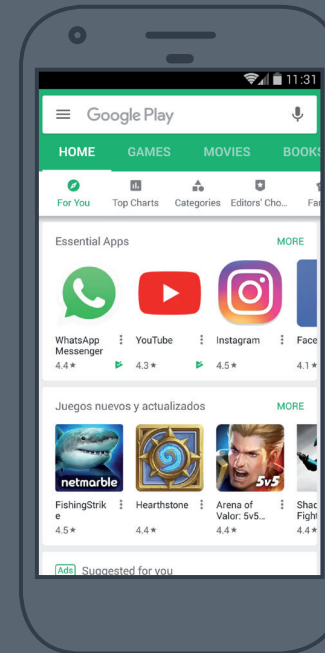 11:31
Google Play
HOME GAMES MOVIES BOOKS
For You Top Charts Categories Editors' Cho... Fa
Essential Apps MORE
WhatsApp Messenger YouTube Instagram Face
4.4★ 4.3★ 4.5★ 4.1★
Juegos nuevos y actualizados MORE
netmarble 5v5
FishingStrik Hearthstone Arena of Shac
e Valor: 5v5... Fight
4.5★ 4.4★ 4.4★ 4.4★
Ads Suggested for you